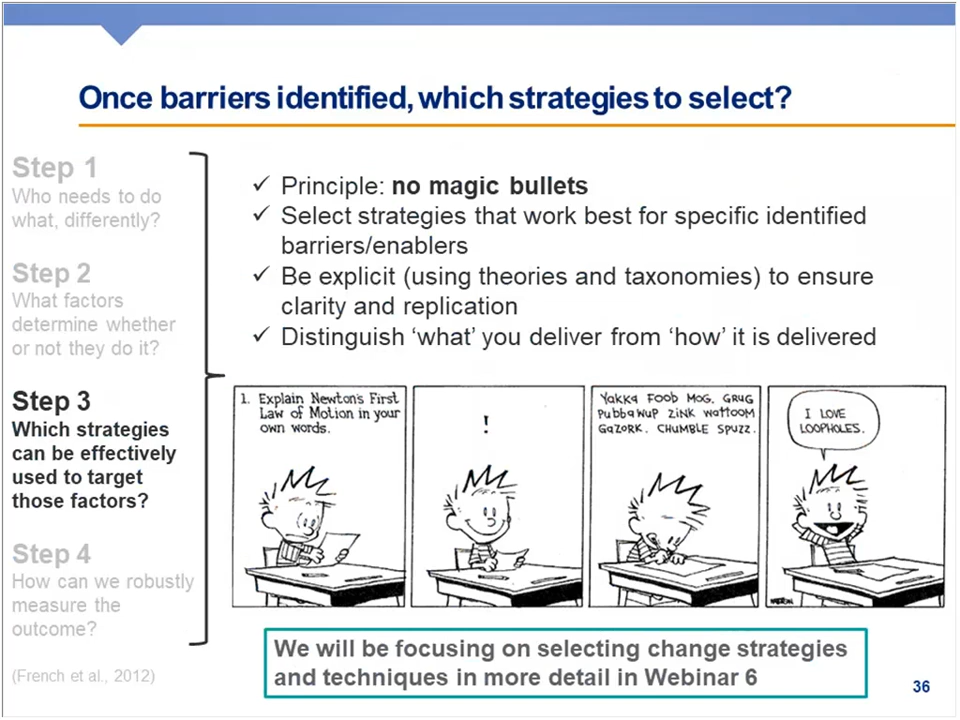 Once barriers identified, which strategies to select?
Step 1
Who needs to do
what, differently?
Step 2
What factors
determine whether
or not they do it?
Step 3
Which strategies
can be effectively
used to target
those factors?
Step 4
How can we robustly
measure the
outcome?
(French et al., 2012)
✓ Principle: no magic bullets
✓ Select strategies that work best for specific identified
barriers/enablers
✓ Be explicit (using theories and taxonomies) to ensure
clarity and replication
✓ Distinguish ‘what’ you deliver from ‘how’ it is delivered
1. Explain Newton's First
Law of Motion in your
own words.
!
Yakka foob mog. Grug
pubbawup zink wattoom
gazork. Chumble spuzz.
I LOVE
LOOPHOLES.
We will be focusing on selecting change strategies
and techniques in more detail in Webinar 6
36